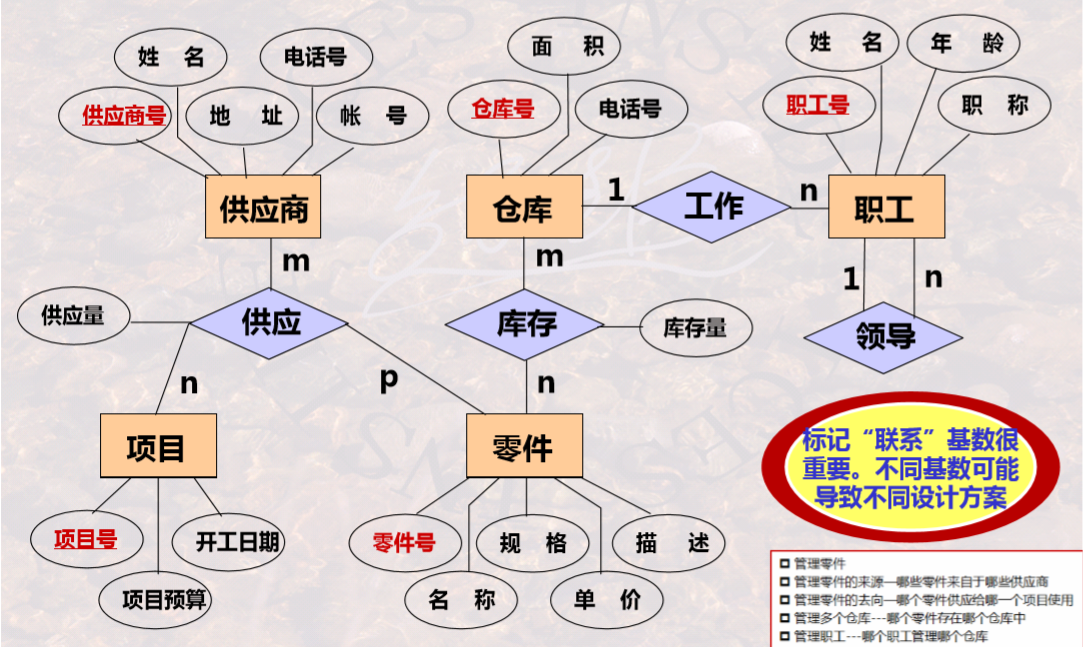 姓 名
电话号
供应商号
地 址
帐 号
供应商
面 积
仓库号
电话号
仓库
1
工作
n
姓 名
年 龄
职工号
职 称
职工
m
m
1
n
供应量
供应
库存
库存量
领导
n
p
n
项目
零件
标记“联系”基数很
重要。不同基数可能
导致不同设计方案
项目号
开工日期
项目预算
零件号
规 格
描 述
名 称
单 价
管理零件
管理零件的来源—哪些零件来自于哪些供应商
管理零件的去向—哪个零件供应给哪一个项目使用
管理多个仓库---哪个零件存在哪个仓库中
管理职工---哪个职工管理哪个仓库